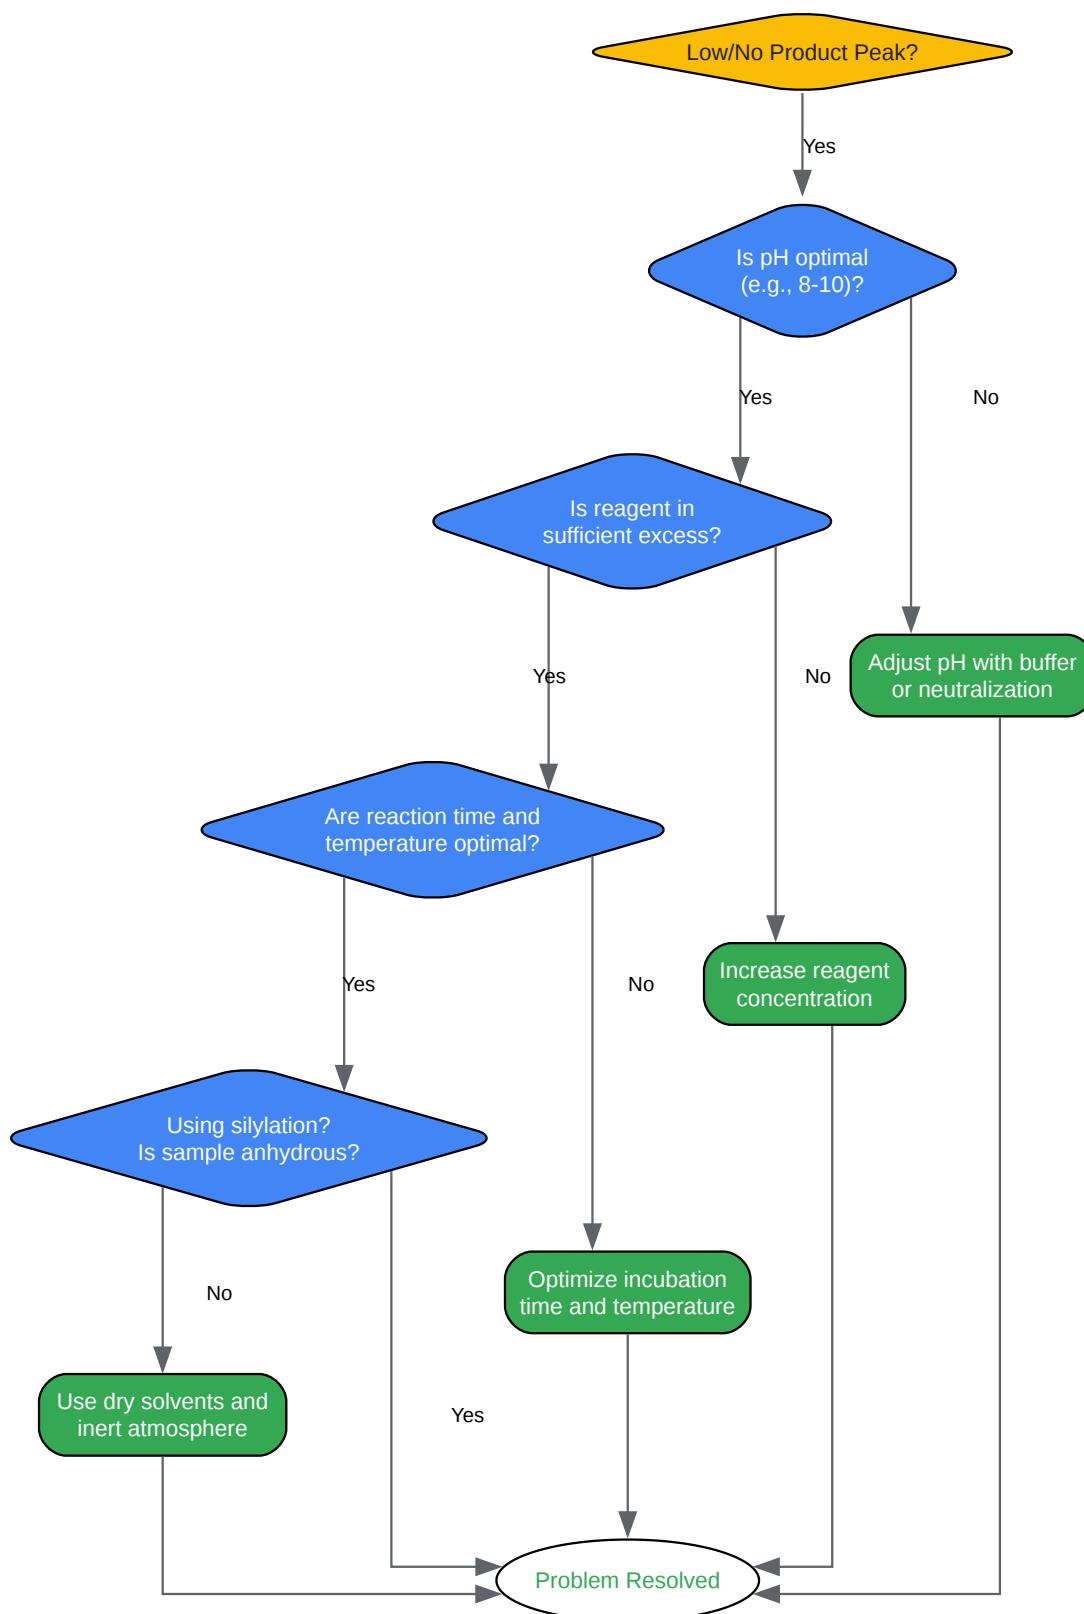 Low/No Product Peak?
Yes
Is pH optimal
(e.g., 8-10)?
Yes
No
Is reagent in
sufficient excess?
Yes
No
Adjust pH with buffer
or neutralization
Are reaction time and
temperature optimal?
Yes
No
Increase reagent
concentration
Using silylation?
Is sample anhydrous?
No
Optimize incubation
time and temperature
Use dry solvents and
inert atmosphere
Yes
Problem Resolved